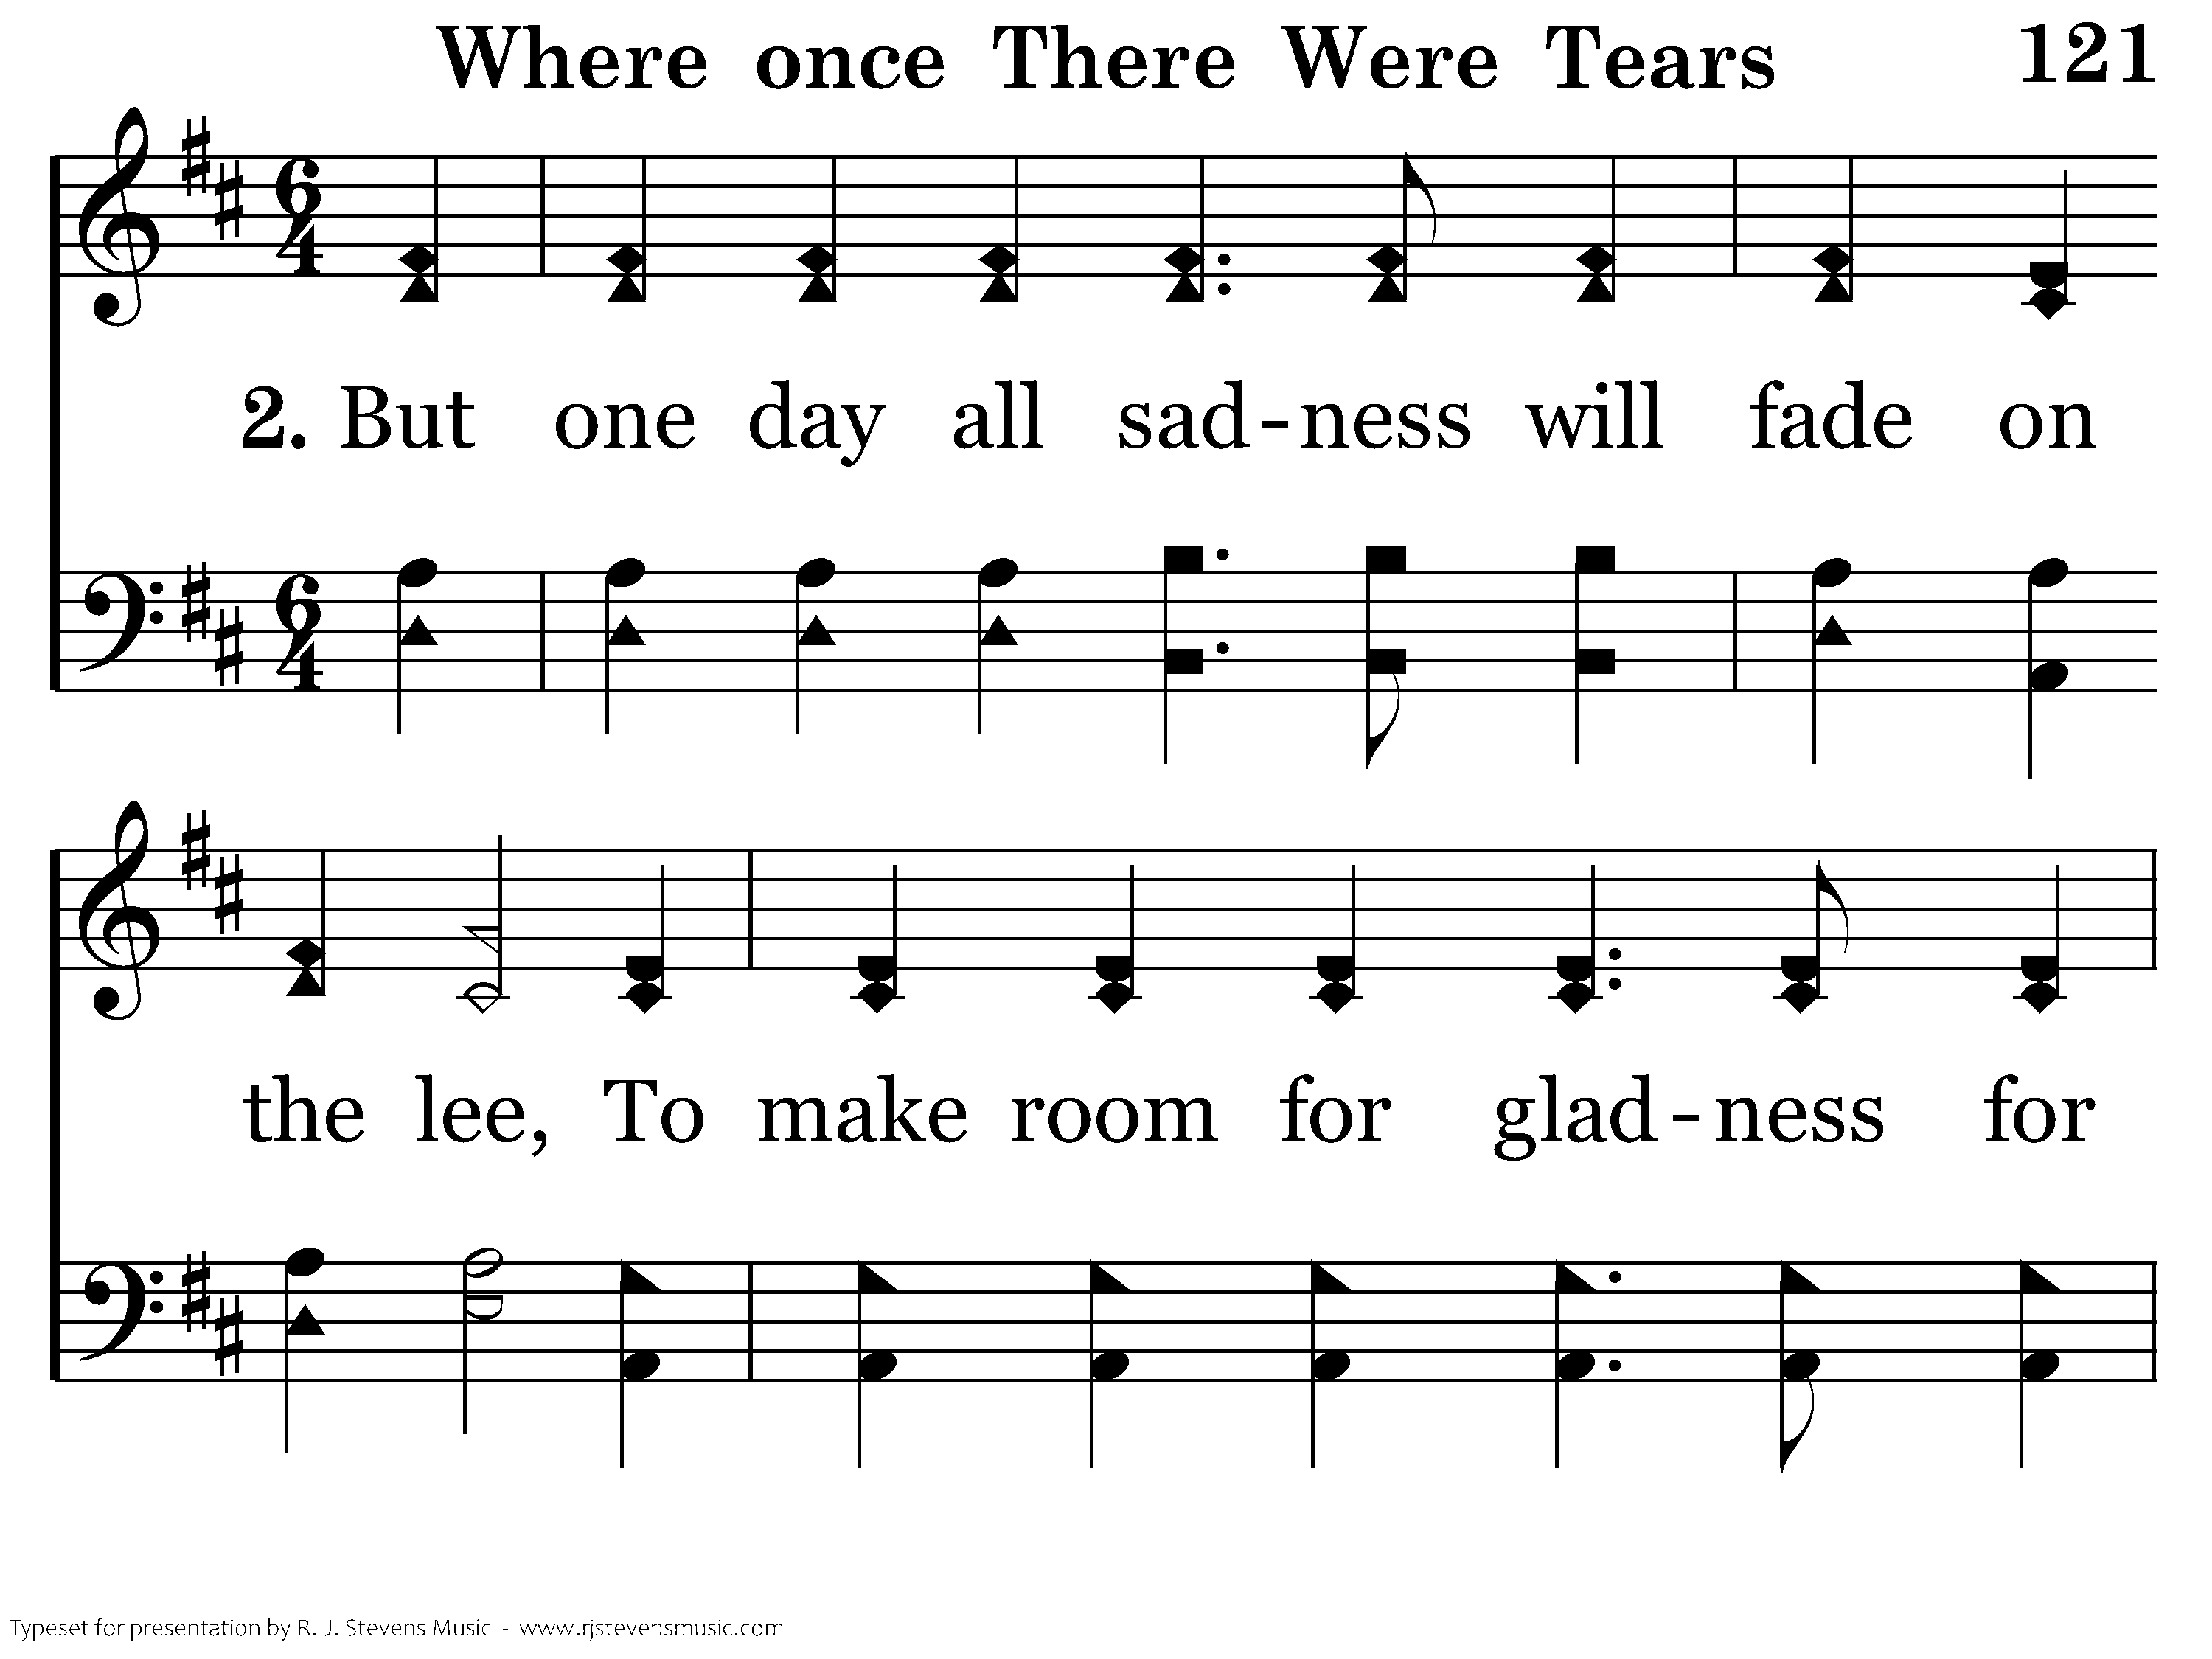 Where once There Were Tears 121
2. But one day all sad-ness will fade on
the lee, To make room for glad-ness for
Typeset for presentation by R. J. Stevens Music - www.rjstevensmusic.com